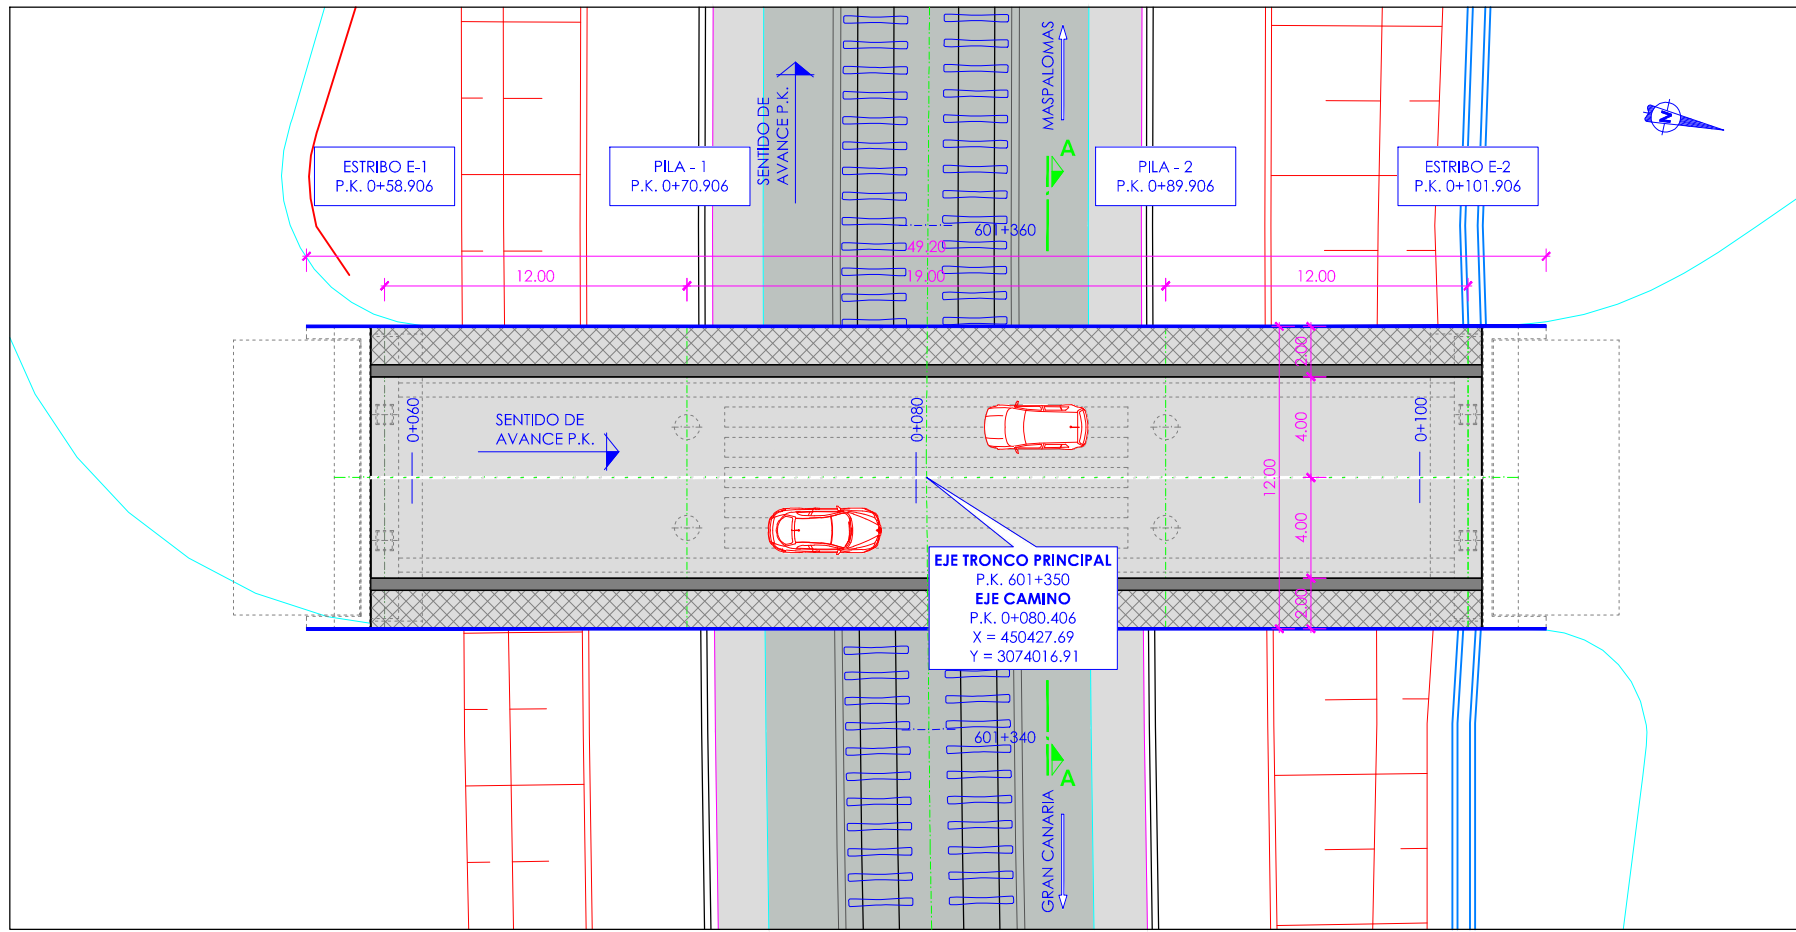 SENTIDO DE
AVANCE P.K.
MASPALOMAS
A
N
ESTRIBO E-1
P.K. 0+58.906
PILA - 1
P.K. 0+70.906
PILA - 2
P.K. 0+89.906
ESTRIBO E-2
P.K. 0+101.906
601+360
49.20
12.00
19.00
12.00
2.00
0+060
SENTIDO DE
AVANCE P.K.
0+080
4.00
0+100
12.00
4.00
2.00
EJE TRONCO PRINCIPAL
P.K. 601+350
EJE CAMINO
P.K. 0+080.406
X = 450427.69
Y = 3074016.91
601+340
A
GRAN CANARIA